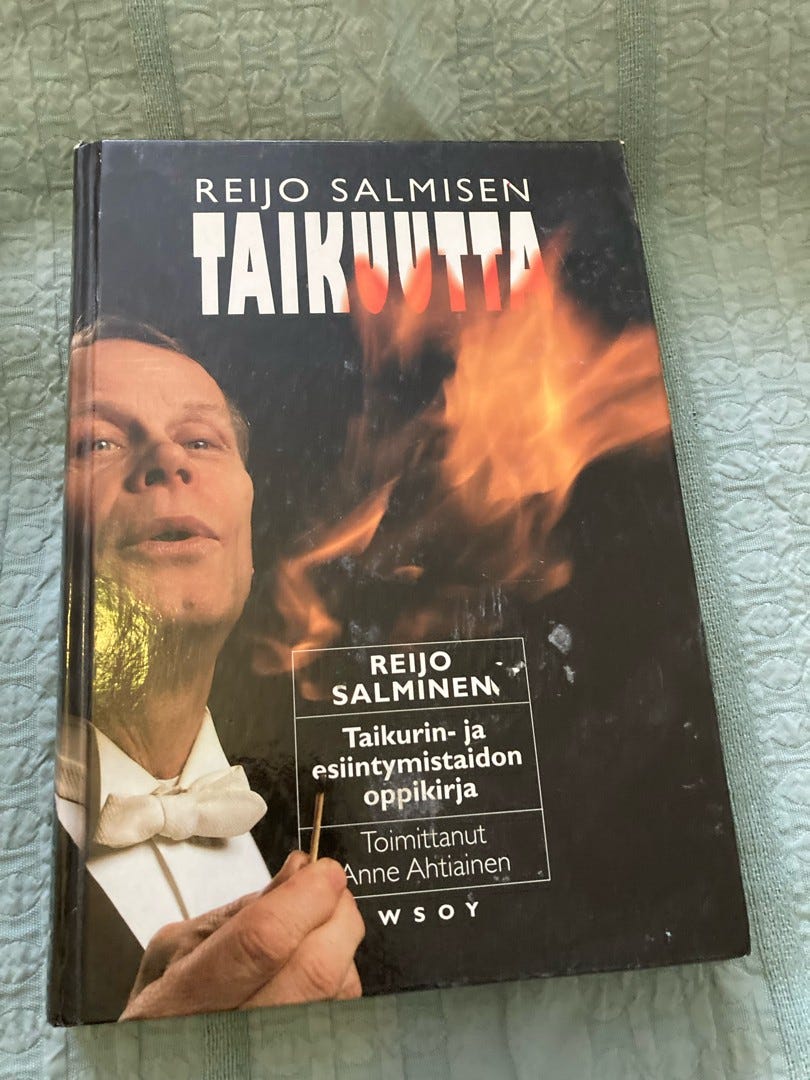 REIJO SALMISEN
TAIKUUTTA
REIJO
SALMINEN
Taikurin- ja
esiintymistaidon
oppikirja
Toimittanut
Anne Ahtiainen
WSOY